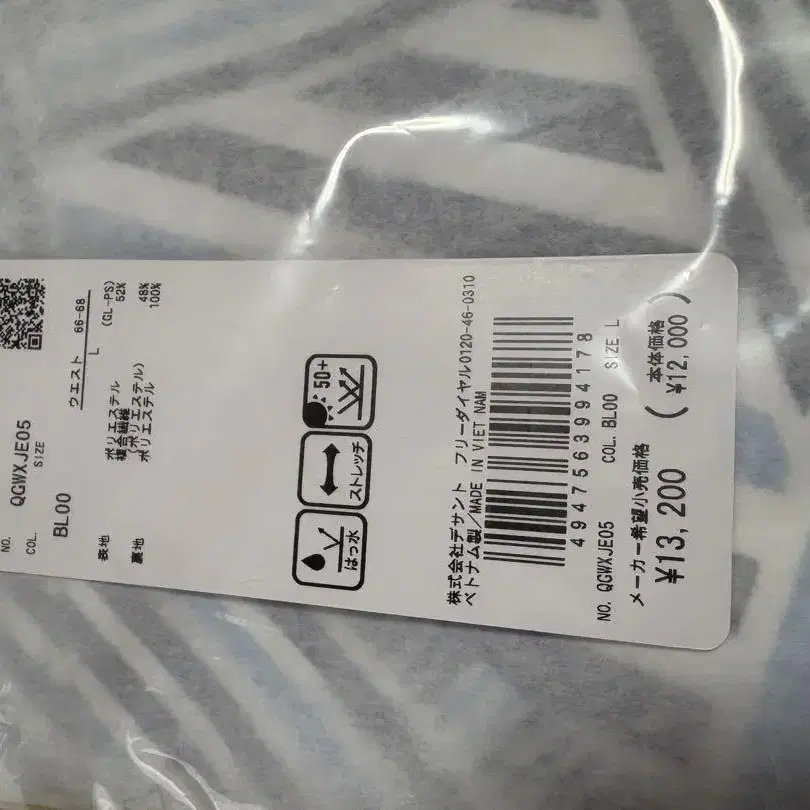 NO. QGWXJE05
COL. SIZE
BL00
ウエスト 66-68
L
表地 ポリエステル (GL-PS) 52%
複合繊維
(ポリエステル) 48%
裏地 ポリエステル 100%
はっ水
ストレッチ
50+
株式会社デサント フリーダイヤル0120-46-0310
ベトナム製/MADE IN VIET NAM
4947563994178
NO. QGWXJE05 COL. BL00 SIZE L
メーカー希望小売価格 本体価格
¥13,200 (¥12,000)